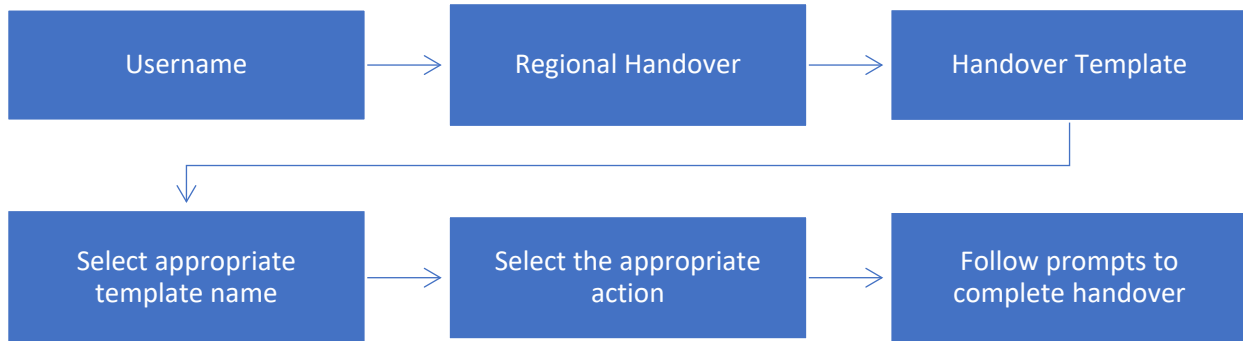 Username
Regional Handover
Handover Template
Select appropriate
template name
Select the appropriate
action
Follow prompts to
complete handover